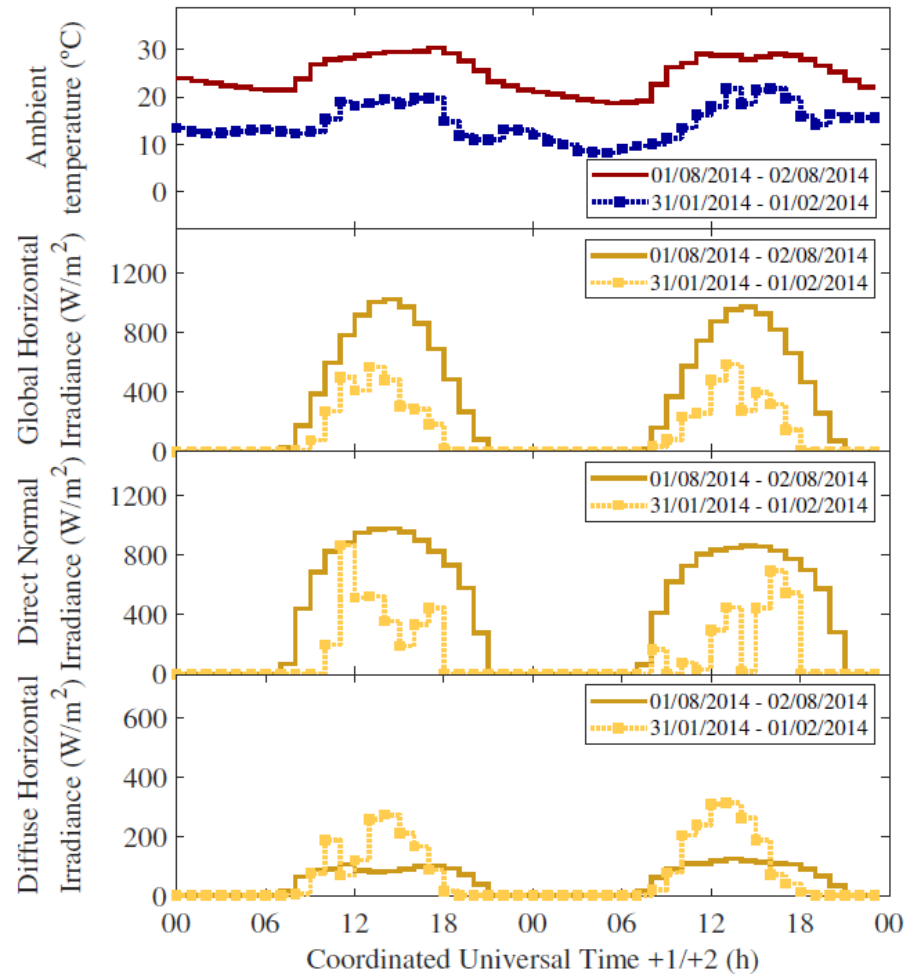 Ambient
temperature (°C)
30
20
10
0
01/08/2014 - 02/08/2014
31/01/2014 - 01/02/2014
Global Horizontal
Irradiance (W/m²)
1200
800
400
0
01/08/2014 - 02/08/2014
31/01/2014 - 01/02/2014
Direct Normal
Irradiance (W/m²)
1200
800
400
0
01/08/2014 - 02/08/2014
31/01/2014 - 01/02/2014
Diffuse Horizontal
Irradiance (W/m²)
600
400
200
0
01/08/2014 - 02/08/2014
31/01/2014 - 01/02/2014
00 06 12 18 00 06 12 18 00
Coordinated Universal Time +1/+2 (h)